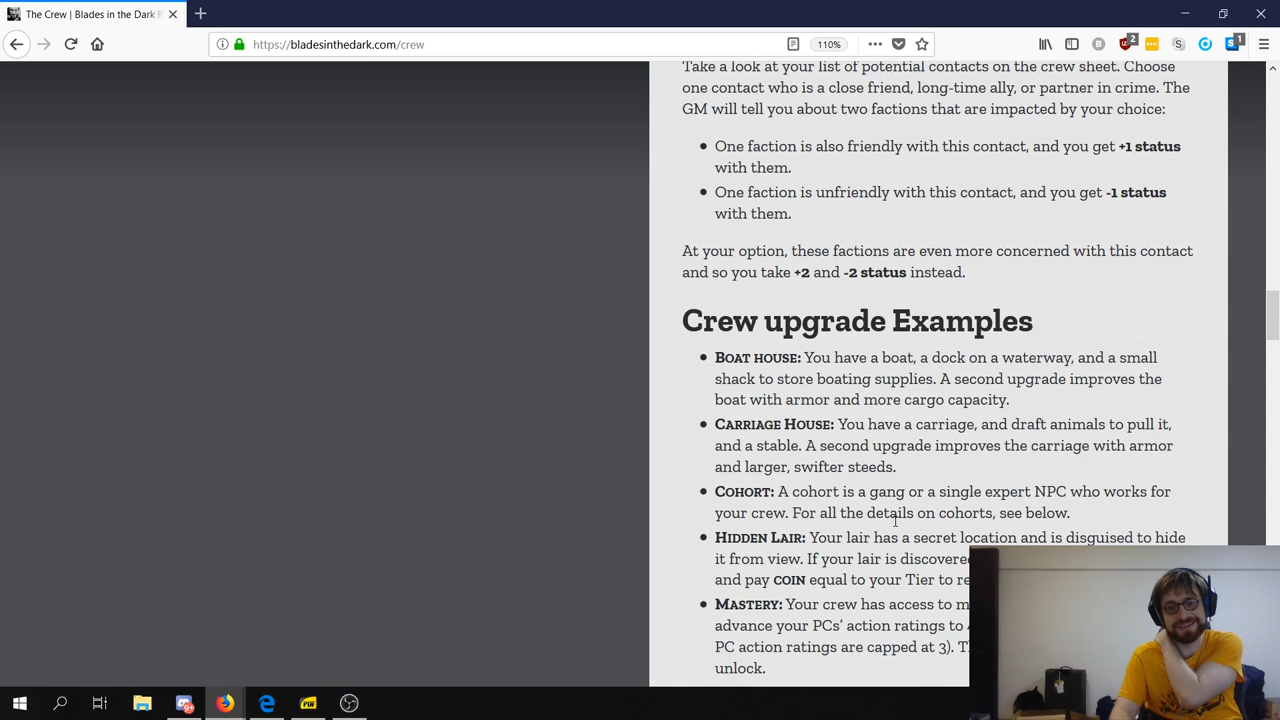 The Crew | Blades in the Dark R
https://bladesinthedark.com/crew
110%
2
1
Take a look at your list of potential contacts on the crew sheet. Choose
one contact who is a close friend, long-time ally, or partner in crime. The
GM will tell you about two factions that are impacted by your choice:
One faction is also friendly with this contact, and you get +1 status
with them.
One faction is unfriendly with this contact, and you get -1 status
with them.
At your option, these factions are even more concerned with this contact
and so you take +2 and -2 status instead.
Crew upgrade Examples
BOAT HOUSE: You have a boat, a dock on a waterway, and a small
shack to store boating supplies. A second upgrade improves the
boat with armor and more cargo capacity.
CARRIAGE HOUSE: You have a carriage, and draft animals to pull it,
and a stable. A second upgrade improves the carriage with armor
and larger, swifter steeds.
COHORT: A cohort is a gang or a single expert NPC who works for
your crew. For all the details on cohorts, see below.
HIDDEN LAIR: Your lair has a secret location and is disguised to hide
it from view. If your lair is discovered
and pay COIN equal to your Tier to re
MASTERY: Your crew has access to m
advance your PCs' action ratings to
PC action ratings are capped at 3). T
unlock.